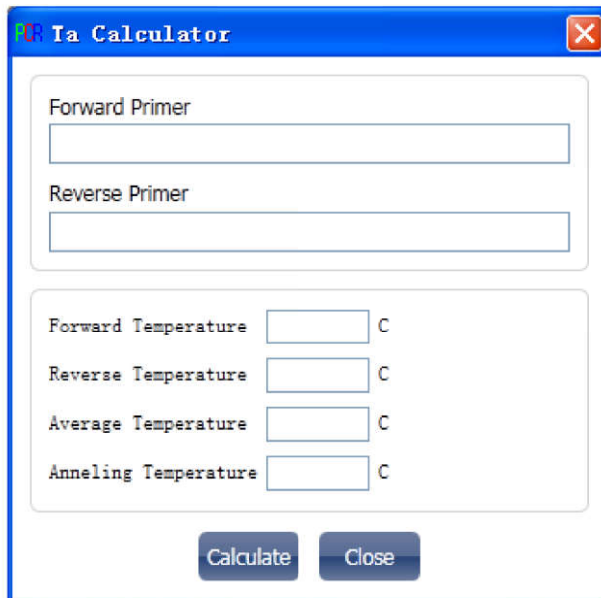 PCR Ta Calculator
Forward Primer
Reverse Primer
Forward Temperature C
Reverse Temperature C
Average Temperature C
Anneling Temperature C
Calculate Close